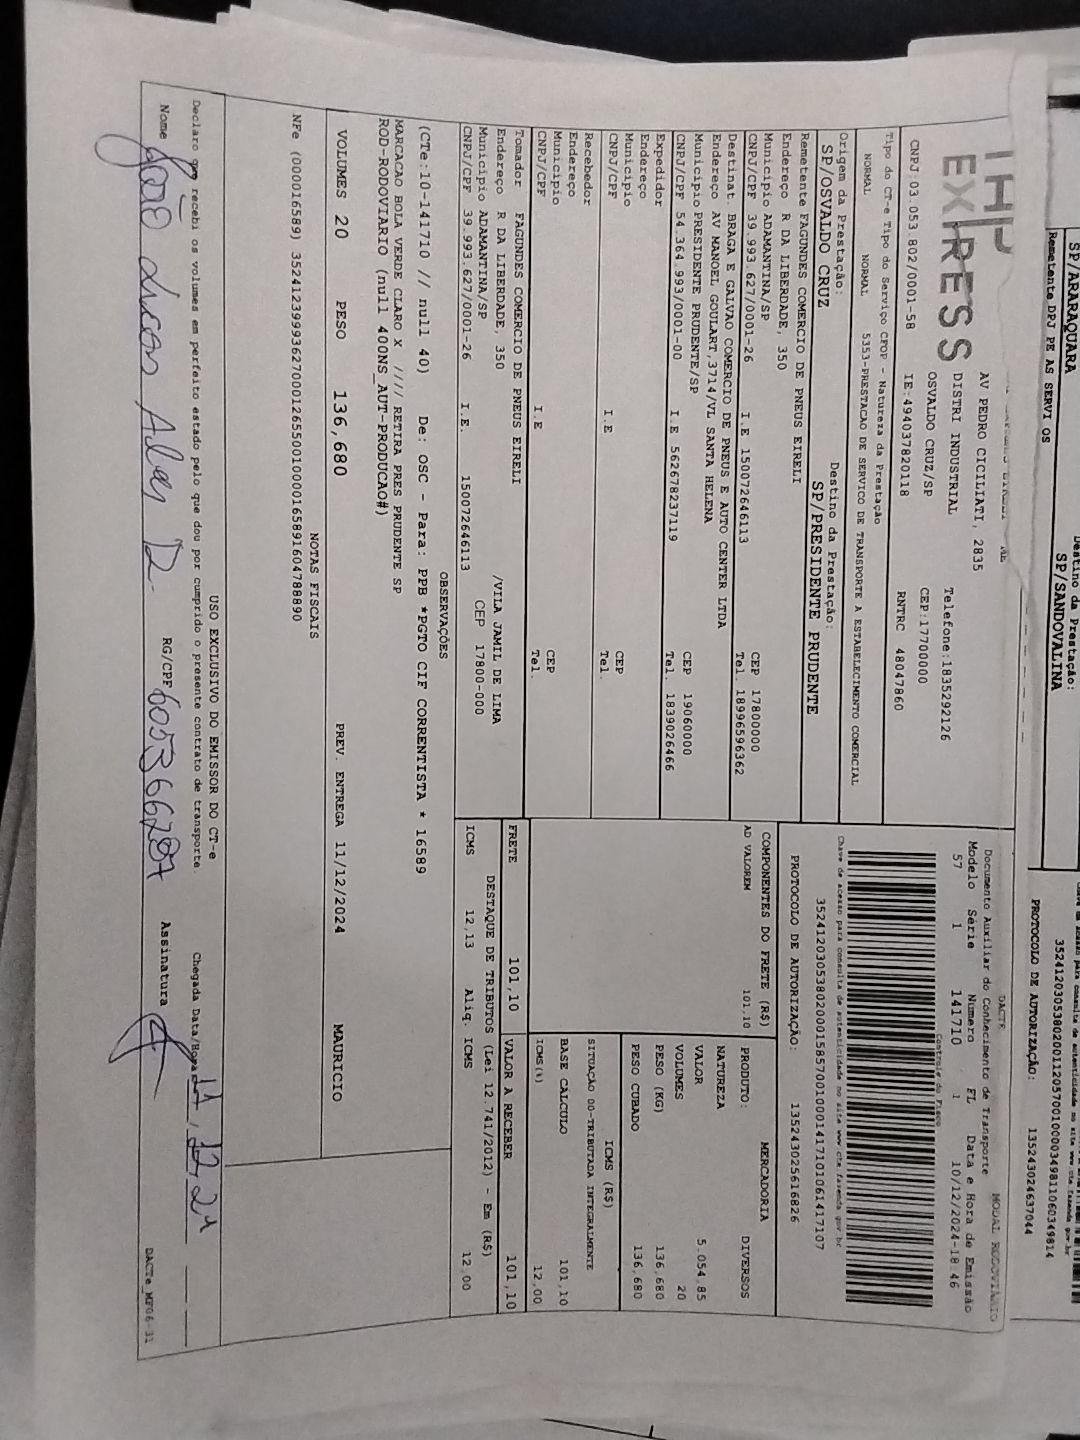 SP/ARARAQUARA
Destino da Prestação:
SP/SANDOVALINA
Remetente DPJ PE AS SERVI OS
35241203053802001120570010000349811060349814
PROTOCOLO DE AUTORIZAÇÃO: 135243024637044
EXPRESS
AV PEDRO CICILIATI, 2835
DISTRI INDUSTRIAL Telefone:1835292126
OSVALDO CRUZ/SP CEP:17700000
CNPJ:03.053.802/0001-58 IE:494037820118 RNTRC 48047860
DACTE MODAL RODOVIÁRIO
Documento Auxiliar do Conhecimento de Transporte
Modelo Série Numero FL Data e Hora de Emissão
57 1 141710 1 10/12/2024-18:46
Controle do Fisco
Tipo do CT-e Tipo do Serviço CFOP - Natureza da Prestação
NORMAL NORMAL 5353-PRESTACAO DE SERVICO DE TRANSPORTE A ESTABELECIMENTO COMERCIAL
Chave de acesso para consulta de autenticidade no site www.cte.fazenda.gov.br
35241203053802000158570010001417101061417107
PROTOCOLO DE AUTORIZAÇÃO: 135243025616826
Origem da Prestação: Destino da Prestação:
SP/OSVALDO CRUZ SP/PRESIDENTE PRUDENTE
Remetente FAGUNDES COMERCIO DE PNEUS EIRELI
Endereço R DA LIBERDADE, 350
Município ADAMANTINA/SP CEP 17800000
CNPJ/CPF 39.993.627/0001-26 I.E 150072646113 Tel. 18996596362
Destinat. BRAGA E GALVAO COMERCIO DE PNEUS E AUTO CENTER LTDA
Endereço AV MANOEL GOULART,3714/VL SANTA HELENA
Município PRESIDENTE PRUDENTE/SP CEP 19060000
CNPJ/CPF 54.364.993/0001-00 I.E 562678237119 Tel. 1839026466
Expedidor
Endereço
Município CEP
CNPJ/CPF I.E Tel.
Recebedor
Endereço
Município CEP
CNPJ/CPF I.E Tel.
Tomador FAGUNDES COMERCIO DE PNEUS EIRELI
Endereço R DA LIBERDADE, 350 /VILA JAMIL DE LIMA
Município ADAMANTINA/SP CEP 17800-000
CNPJ/CPF 39.993.627/0001-26 I.E. 150072646113
COMPONENTES DO FRETE (R$)
AD VALOREM 101,10
MERCADORIA
PRODUTO: DIVERSOS
NATUREZA
VALOR 5.054,85
VOLUMES 20
PESO (KG) 136,680
PESO CUBADO 136,680
ICMS (R$)
SITUAÇÃO 00-TRIBUTADA INTEGRALMENTE
BASE CÁLCULO 101,10
ICMS(%) 12,00
FRETE 101,10 VALOR A RECEBER 101,10
DESTAQUE DE TRIBUTOS (Lei 12.741/2012) - Em (R$)
ICMS 12,13 Aliq. ICMS 12,00
OBSERVAÇÕES
(CTe:10-141710 // null 40) De: OSC - Para: PPB *PGTO CIF CORRENTISTA * 16589
MARCACAO BOLA VERDE CLARO X //// RETIRA PRES PRUDENTE SP
ROD-RODOVIARIO (null 400NS_AUT-PRODUCAO#)
VOLUMES 20 PESO 136,680 PREV. ENTREGA 11/12/2024 MAURICIO
NOTAS FISCAIS
NFe (000016589) 35241239993627000126550010000165891604788890
USO EXCLUSIVO DO EMISSOR DO CT-e
Declaro que recebi os volumes em perfeito estado pelo que dou por cumprido o presente contrato de transporte.
Chegada Data/Hora 11/12/24
Nome João Lucas D. RG/CPF Assinatura
DACTe_MF06-31